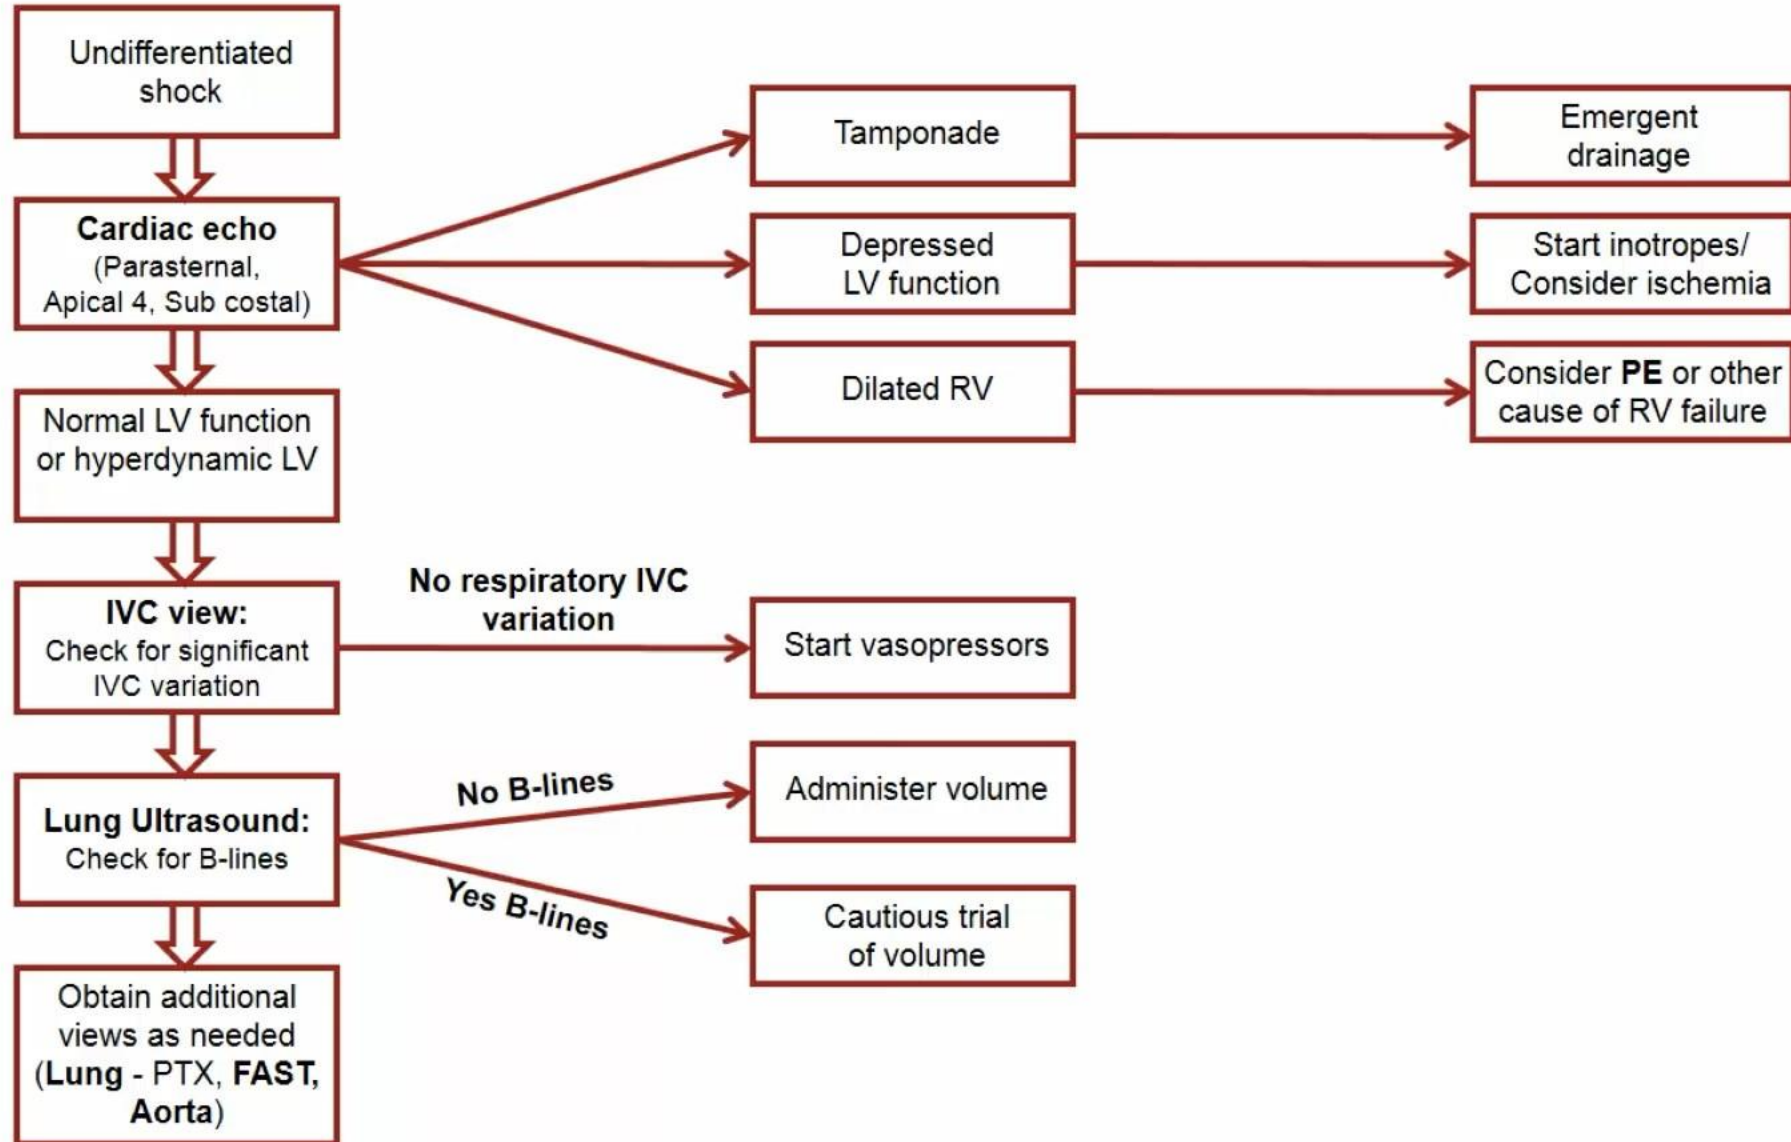 Undifferentiated
shock
Cardiac echo
(Parasternal,
Apical 4, Sub costal)
Tamponade
Emergent
drainage
Depressed
LV function
Start inotropes/
Consider ischemia
Dilated RV
Consider PE or other
cause of RV failure
Normal LV function
or hyperdynamic LV
IVC view:
Check for significant
IVC variation
No respiratory IVC
variation
Start vasopressors
Lung Ultrasound:
Check for B-lines
No B-lines
Administer volume
Yes B-lines
Cautious trial
of volume
Obtain additional
views as needed
(Lung - PTX, FAST,
Aorta)